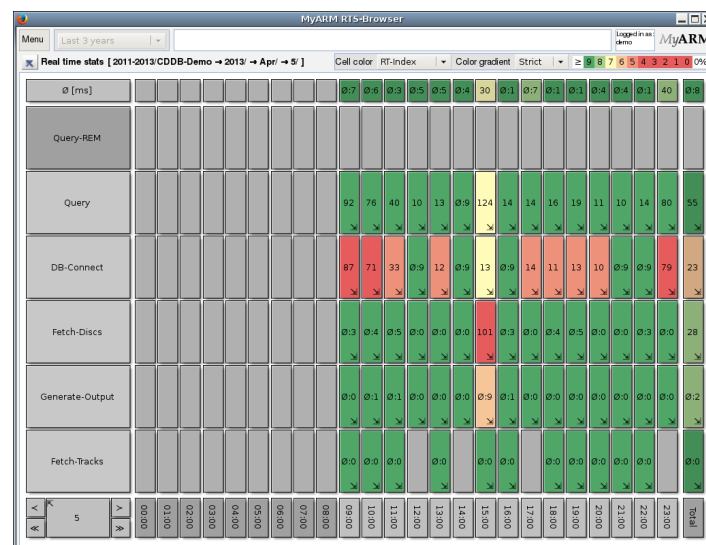 MyARM RTS-Browser
Menu Last 3 years Logged in as: demo MyARM
Real time stats [ 2011-2013/CDDB-Demo → 2013/ → Apr/ → 5/ ] Cell color RT-Index Color gradient Strict ≥ 9 8 7 6 5 4 3 2 1 0 0%
Ø [ms] Ø:7 Ø:6 Ø:3 Ø:5 Ø:5 Ø:4 30 Ø:1 Ø:7 Ø:1 Ø:1 Ø:4 Ø:4 Ø:1 40 Ø:8
Query-REM
Query 92 76 40 10 13 Ø:9 124 14 14 16 19 11 10 14 80 55
DB-Connect 87 71 33 Ø:9 12 Ø:9 13 Ø:9 14 11 13 10 Ø:9 Ø:9 79 23
Fetch-Discs Ø:3 Ø:4 Ø:5 Ø:0 Ø:0 Ø:0 101 Ø:3 Ø:0 Ø:4 Ø:5 Ø:0 Ø:0 Ø:3 Ø:0 28
Generate-Output Ø:0 Ø:1 Ø:1 Ø:0 Ø:0 Ø:0 Ø:9 Ø:1 Ø:0 Ø:0 Ø:0 Ø:0 Ø:0 Ø:0 Ø:0 Ø:2
Fetch-Tracks Ø:0 Ø:0 Ø:0 Ø:0 Ø:0 Ø:0 Ø:0 Ø:0 Ø:0 Ø:0 Ø:0 Ø:0
< 5 > 00:00 01:00 02:00 03:00 04:00 05:00 06:00 07:00 08:00 09:00 10:00 11:00 12:00 13:00 14:00 15:00 16:00 17:00 18:00 19:00 20:00 21:00 22:00 23:00 Total
≪ ≫